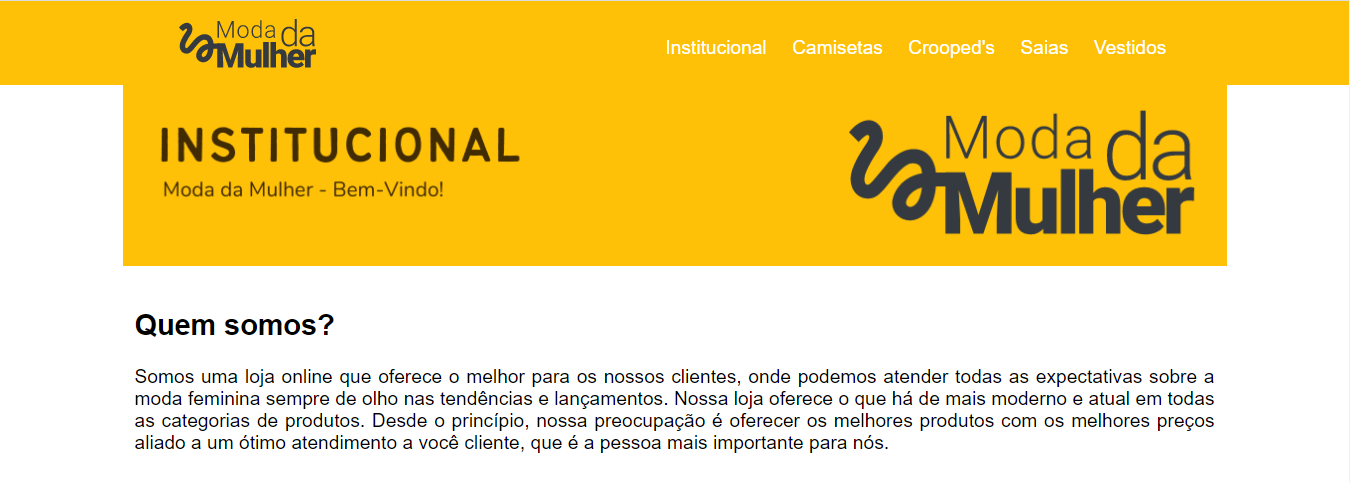 Moda da
Mulher
Institucional Camisetas Crooped's Saias Vestidos
INSTITUCIONAL
Moda da Mulher - Bem-Vindo!
Moda da
Mulher
Quem somos?
Somos uma loja online que oferece o melhor para os nossos clientes, onde podemos atender todas as expectativas sobre a
moda feminina sempre de olho nas tendências e lançamentos. Nossa loja oferece o que há de mais moderno e atual em todas
as categorias de produtos. Desde o princípio, nossa preocupação é oferecer os melhores produtos com os melhores preços
aliado a um ótimo atendimento a você cliente, que é a pessoa mais importante para nós.